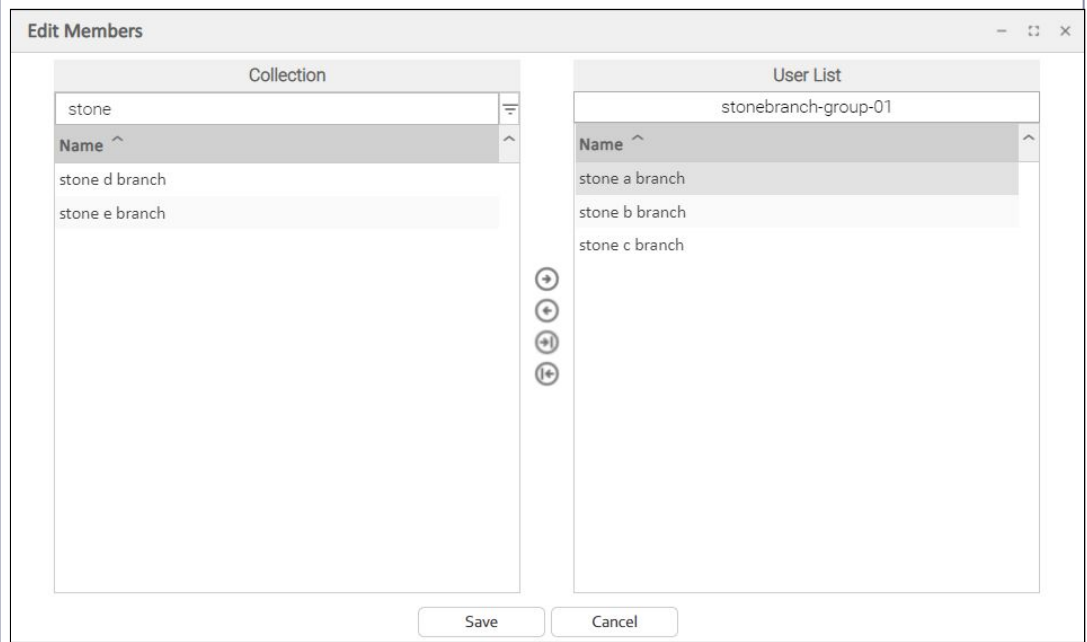 Edit Members
Collection
stone
Name
stone d branch
stone e branch
User List
stonebranch-group-01
Name
stone a branch
stone b branch
stone c branch
Save
Cancel